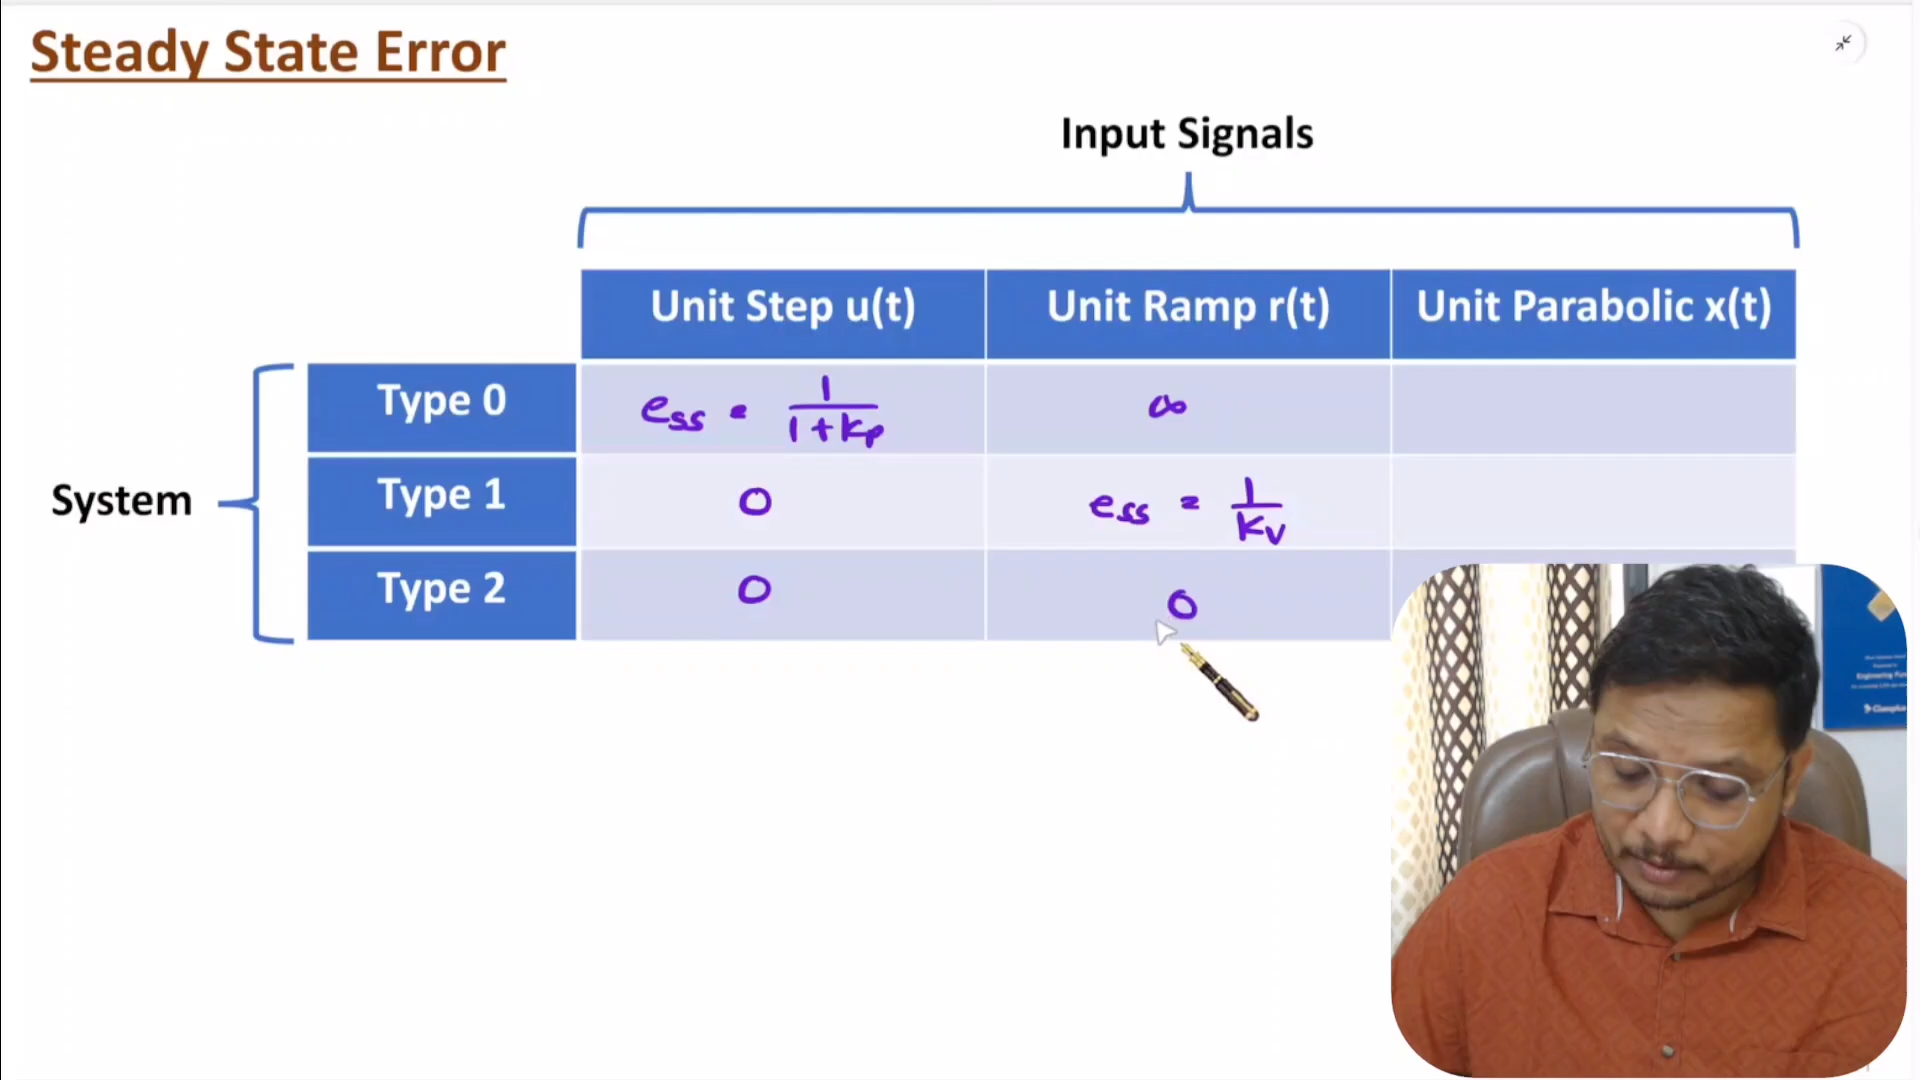 Steady State Error
Input Signals
Unit Step u(t) Unit Ramp r(t) Unit Parabolic x(t)
System
Type 0 ess = 1/(1+Kp) ∞
Type 1 0 ess = 1/Kv
Type 2 0 0